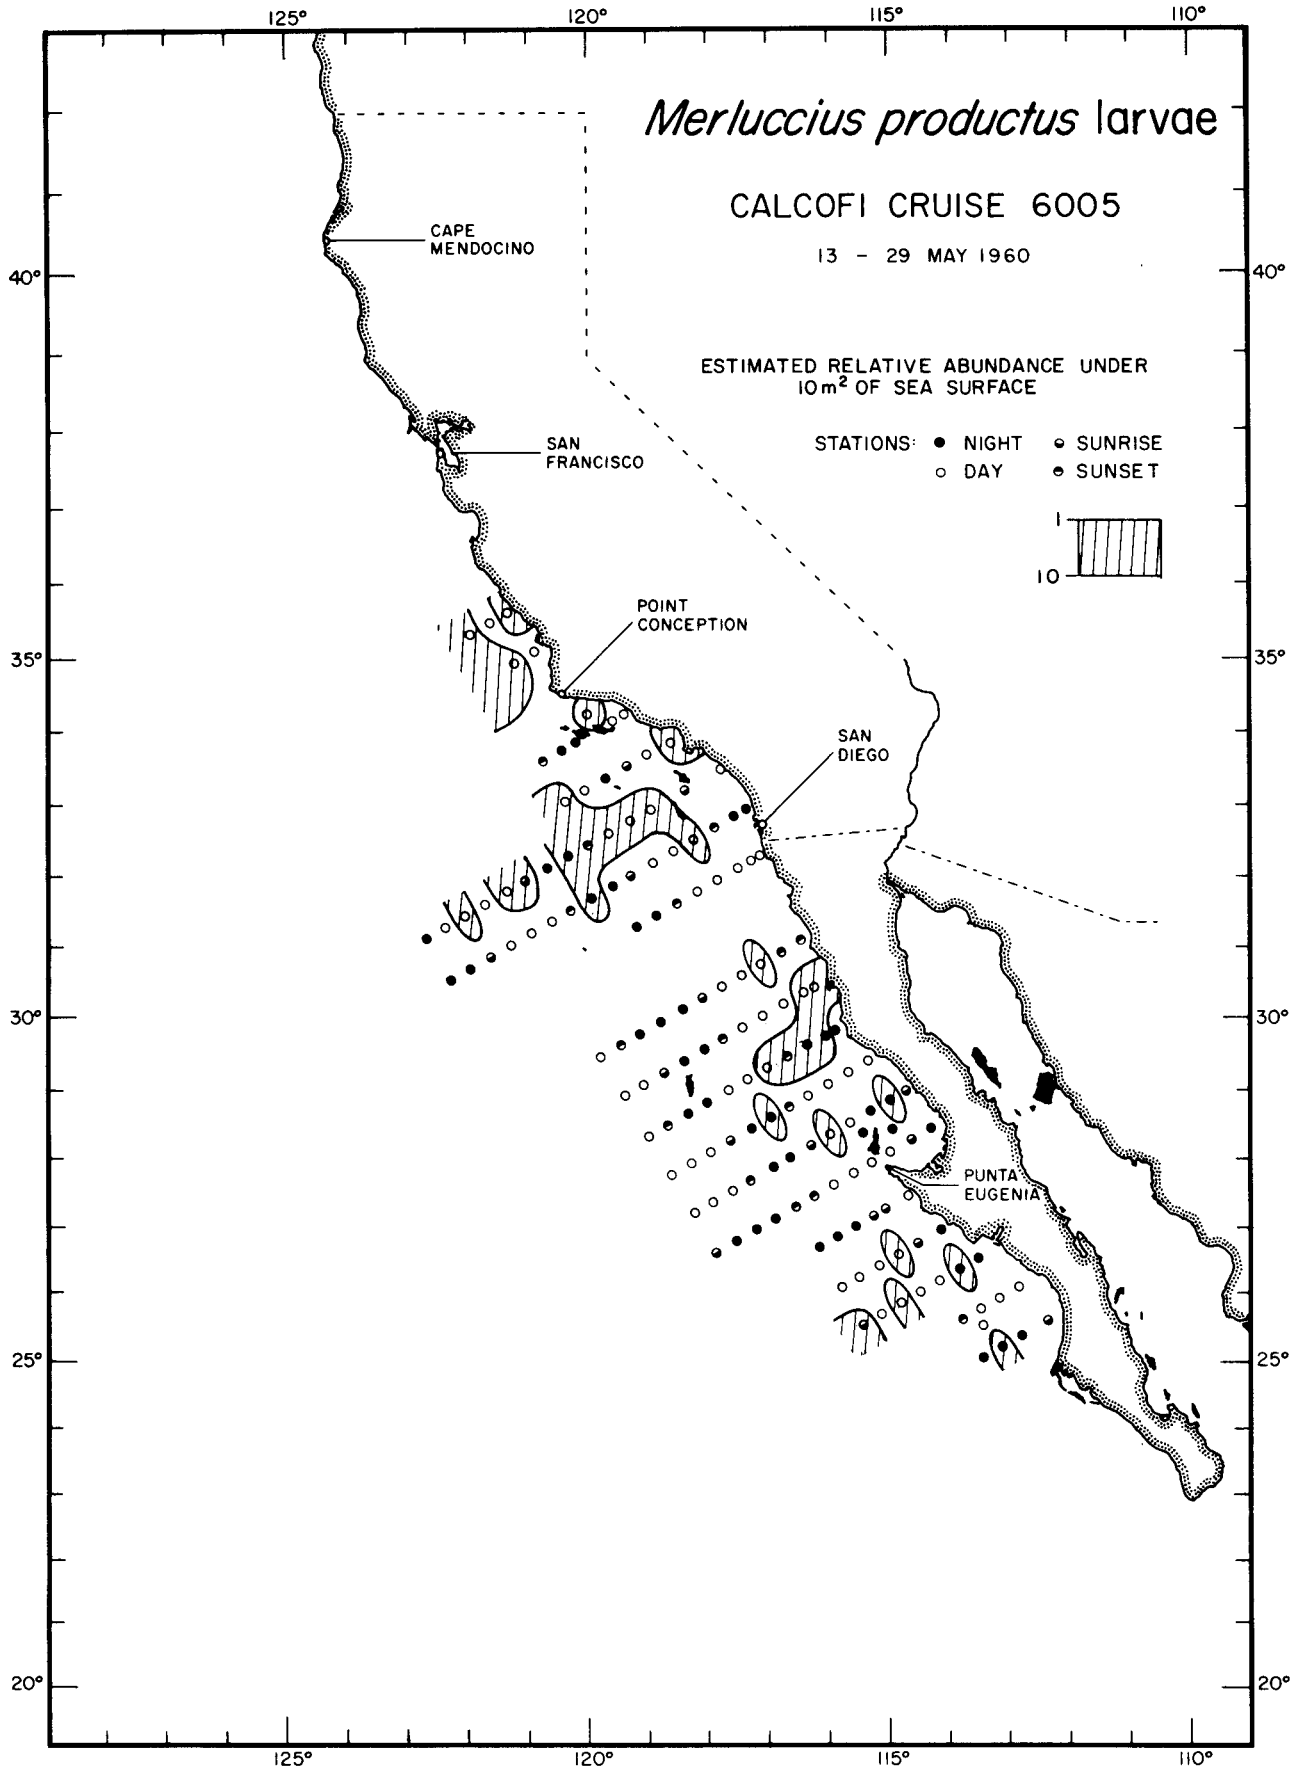 125° 120° 115° 110°
Merluccius productus larvae
CALCOFI CRUISE 6005
13 – 29 MAY 1960
CAPE
MENDOCINO
40° 40°
ESTIMATED RELATIVE ABUNDANCE UNDER
10m² OF SEA SURFACE
STATIONS: ● NIGHT ◒ SUNRISE
○ DAY ◓ SUNSET
SAN
FRANCISCO
1
10
POINT
CONCEPTION
35° 35°
SAN
DIEGO
30° 30°
PUNTA
EUGENIA
25° 25°
20° 20°
125° 120° 115° 110°